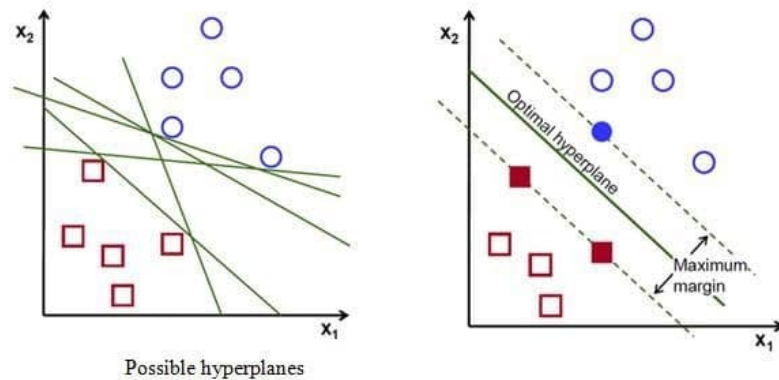 x2
x1
Possible hyperplanes
x2
Optimal hyperplane
Maximum
margin
x1